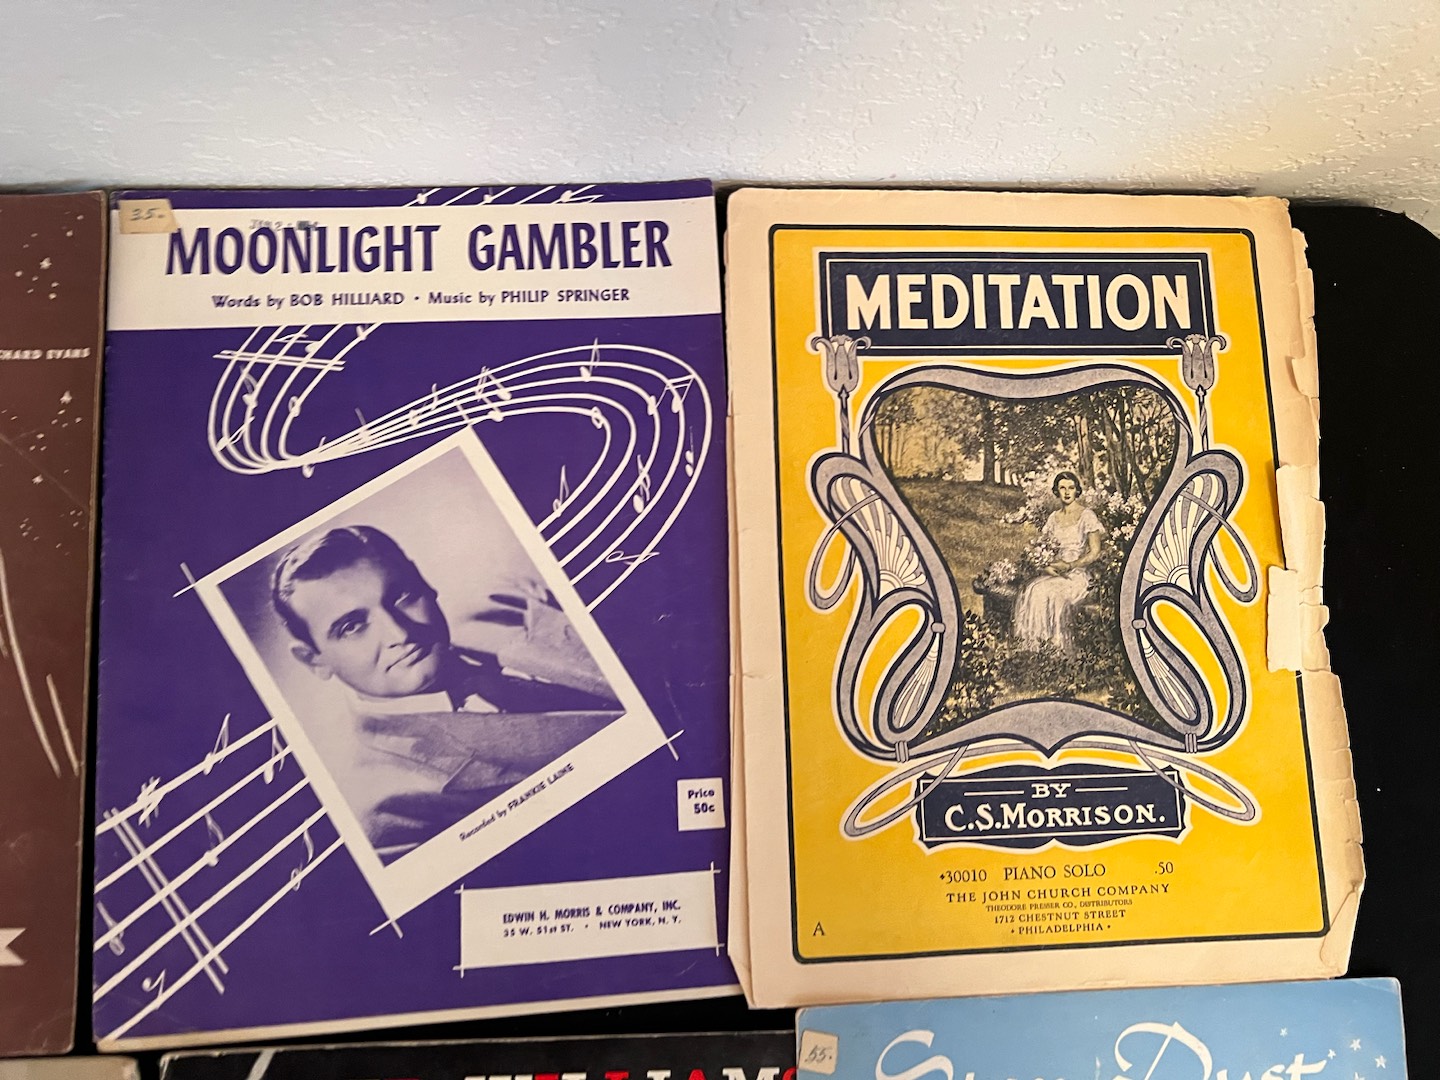 35.
MOONLIGHT GAMBLER
Words by BOB HILLIARD • Music by PHILIP SPRINGER
Recorded by FRANKIE LAINE
Price
50c
EDWIN H. MORRIS & COMPANY, INC.
35 W. 51st ST. • NEW YORK, N. Y.
MEDITATION
BY
C.S. MORRISON.
30010 PIANO SOLO .50
THE JOHN CHURCH COMPANY
THEODORE PRESSER CO., DISTRIBUTORS
1712 CHESTNUT STREET
• PHILADELPHIA •
A
EVANS
55.
Dust